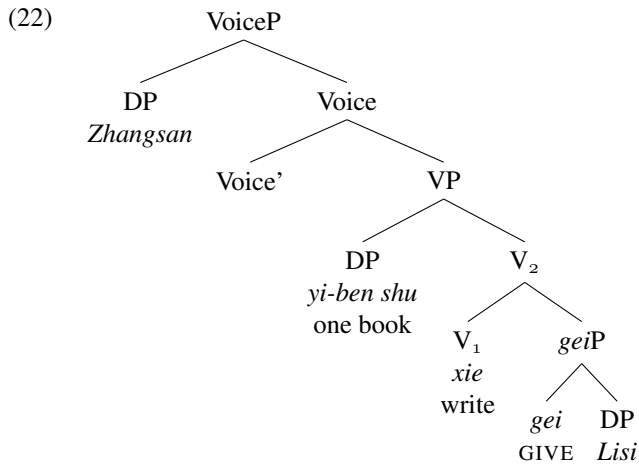 (22) VoiceP
DP Voice
Zhangsan
Voice’ VP
DP V₂
yi-ben shu
one book
V₁ geiP
xie
write
gei DP
GIVE Lisi